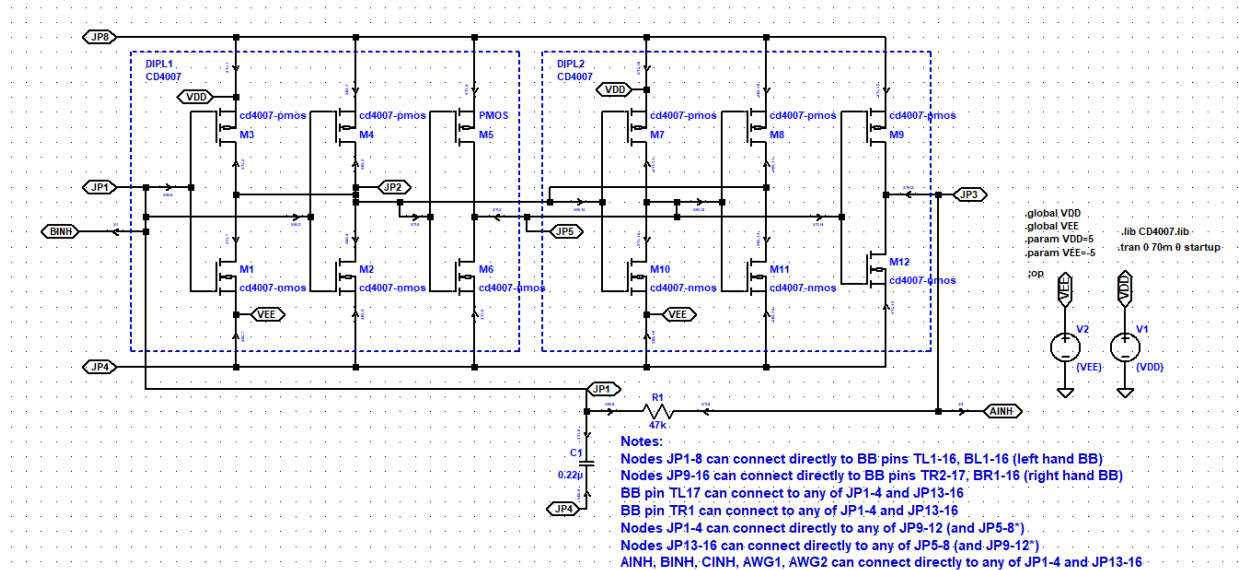 JP8
DIPL1
CD4007
DIPL2
CD4007
VDD
VDD
cd4007-pmos
cd4007-pmos
PMOS
cd4007-pmos
cd4007-pmos
cd4007-pmos
M3
M4
M5
M7
M8
M9
JP1
JP2
JP3
BINH
JP5
.global VDD
.global VEE
.param VDD=5
.param VEE=-5
;op
.lib CD4007.lib
.tran 0 70m 0 startup
M1
M2
M6
M10
M11
M12
cd4007-nmos
cd4007-nmos
cd4007-nmos
cd4007-nmos
cd4007-nmos
cd4007-nmos
VEE
VEE
VEE
VDD
V2
V1
{VEE}
{VDD}
JP4
JP1
R1
47k
AINH
C1
0.22µ
JP4
Notes:
Nodes JP1-8 can connect directly to BB pins TL1-16, BL1-16 (left hand BB)
Nodes JP9-16 can connect directly to BB pins TR2-17, BR1-16 (right hand BB)
BB pin TL17 can connect to any of JP1-4 and JP13-16
BB pin TR1 can connect to any of JP1-4 and JP13-16
Nodes JP1-4 can connect directly to any of JP9-12 (and JP5-8*)
Nodes JP13-16 can connect directly to any of JP5-8 (and JP9-12*)
AINH, BINH, CINH, AWG1, AWG2 can connect directly to any of JP1-4 and JP13-16